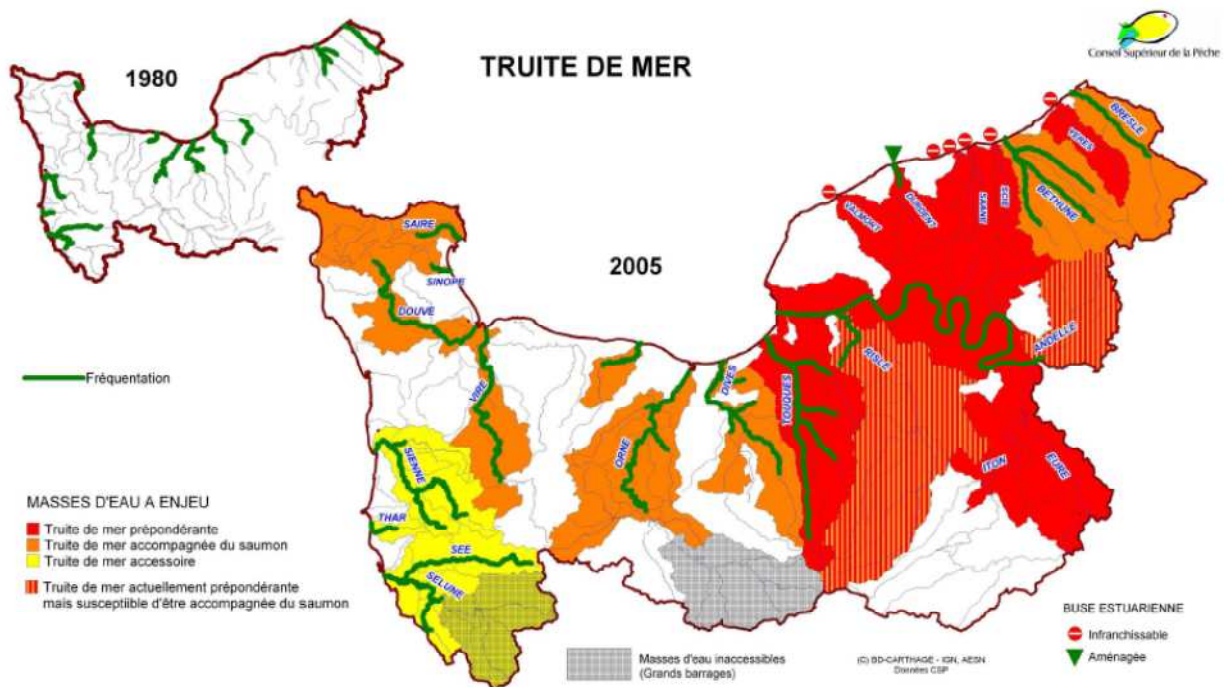 Conseil Supérieur de la Pêche
TRUITE DE MER
1980
2005
BRESLE
YERES
BETHUNE
SCIE
SAANE
DURDENT
VALMONT
SAIRE
SINOPE
DOUVE
VIRE
ORNE
DIVES
TOUQUES
RISLE
ANDELLE
ITON
EURE
SIENNE
THAR
SEE
SELUNE
Fréquentation
MASSES D'EAU A ENJEU
Truite de mer prépondérante
Truite de mer accompagnée du saumon
Truite de mer accessoire
Truite de mer actuellement prépondérante
mais susceptiible d'être accompagnée du saumon
Masses d'eau inaccessibles
(Grands barrages)
(C) BD-CARTHAGE - IGN, AESN
Données CSP
BUSE ESTUARIENNE
Infranchissable
Aménagée